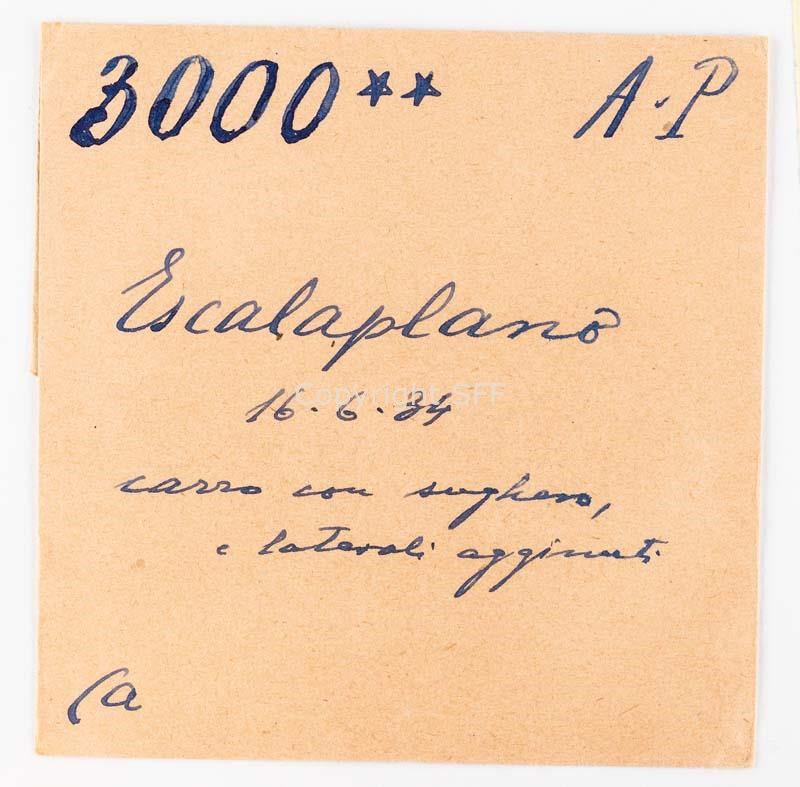 3000** A·P
Escalaplano
Copyright SFF
16·6·34
carro con sughero,
e laterali aggiunti
Ca